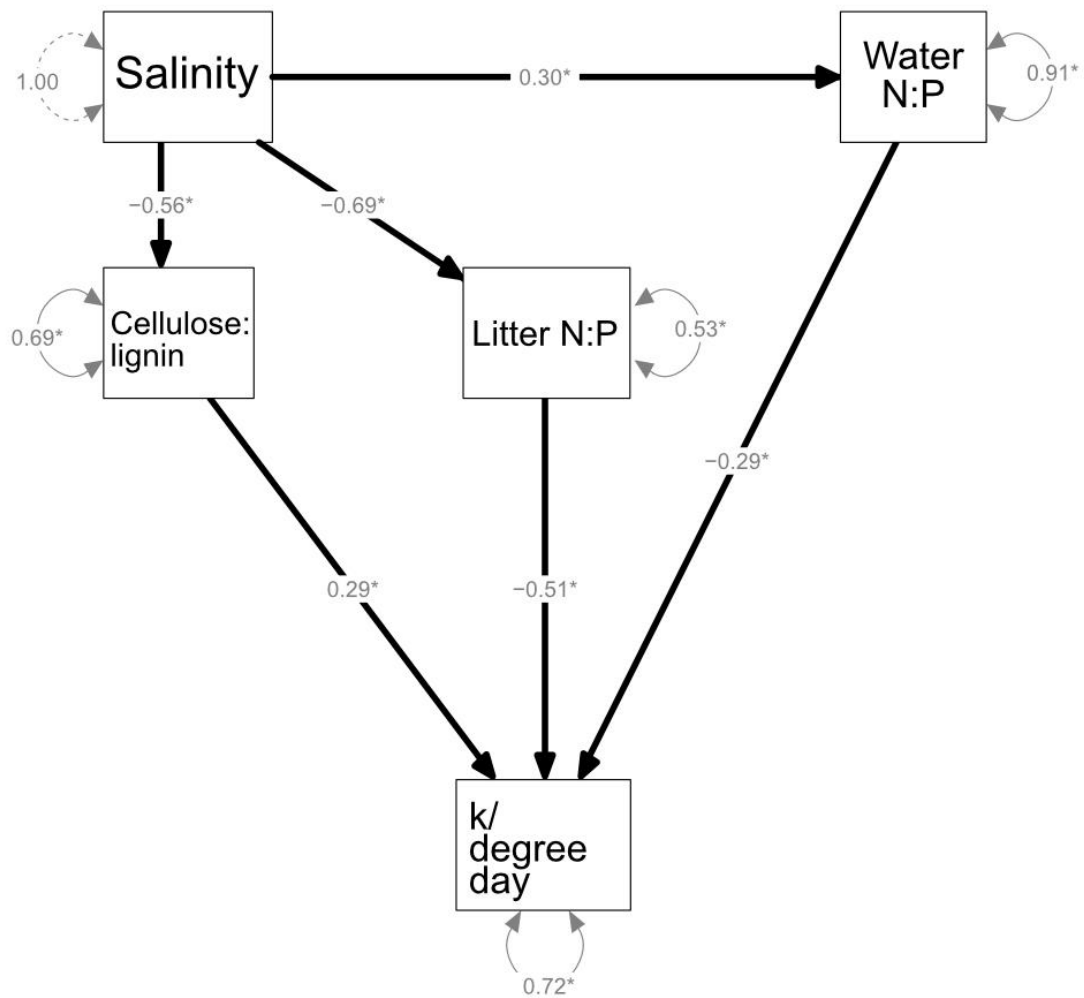 Salinity
Water
N:P
1.00
0.30*
0.91*
−0.56*
−0.69*
Cellulose:
lignin
Litter N:P
0.69*
0.53*
−0.29*
0.29*
−0.51*
k/
degree
day
0.72*